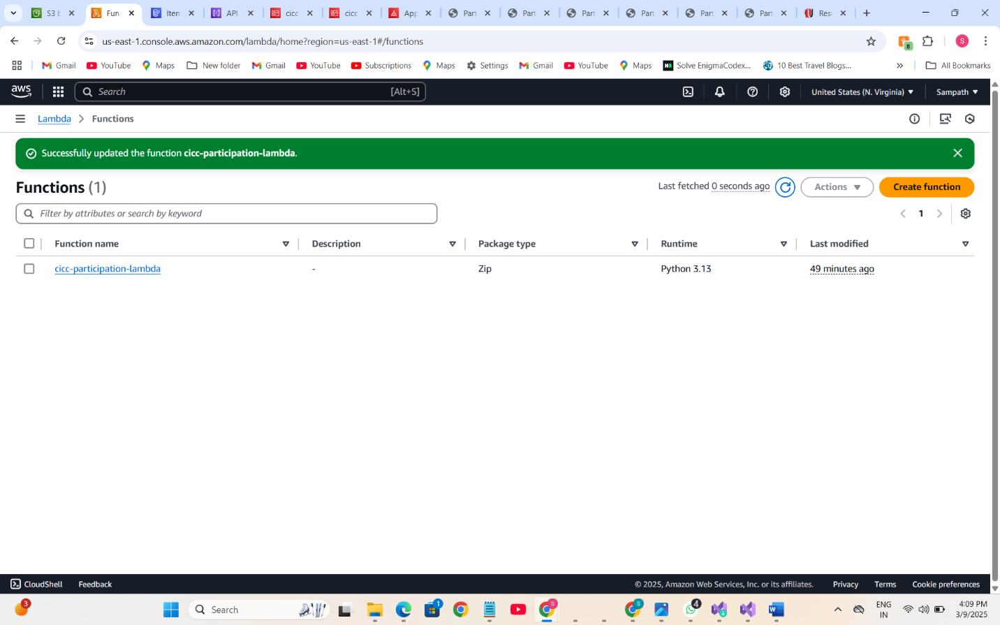 S3 b
Fun
Item
API
cicc
cicc
App
Part
Part
Part
Part
Part
Part
Resu
us-east-1.console.aws.amazon.com/lambda/home?region=us-east-1#/functions
8
S
Gmail
YouTube
Maps
New folder
Gmail
YouTube
Subscriptions
Maps
Settings
Gmail
YouTube
Maps
Solve EnigmaCodex...
10 Best Travel Blogs...
All Bookmarks
aws
Search
[Alt+S]
United States (N. Virginia)
Sampath
Lambda
Functions
Successfully updated the function cicc-participation-lambda.
Functions (1)
Last fetched 0 seconds ago
Actions
Create function
Filter by attributes or search by keyword
1
Function name
Description
Package type
Runtime
Last modified
cicc-participation-lambda
-
Zip
Python 3.13
49 minutes ago
CloudShell
Feedback
© 2025, Amazon Web Services, Inc. or its affiliates.
Privacy
Terms
Cookie preferences
3
Search
1
S
S
4
ENG
IN
4:09 PM
3/9/2025